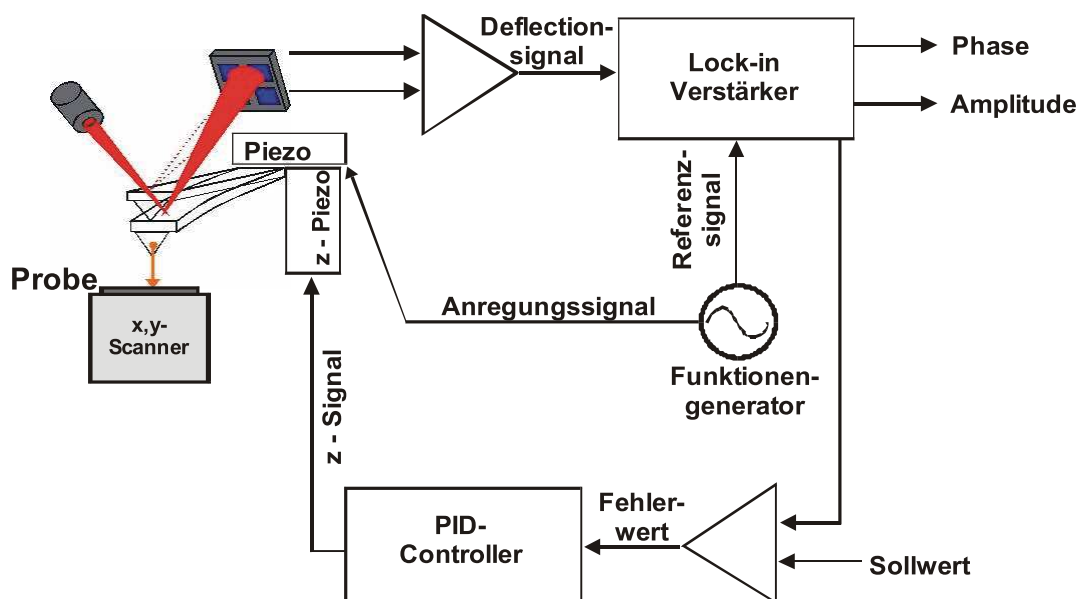 Deflection-
signal
Lock-in
Verstärker
Phase
Amplitude
Piezo
z - Piezo
Referenz-
signal
Probe
x,y-
Scanner
Anregungssignal
Funktionen-
generator
z - Signal
PID-
Controller
Fehler-
wert
Sollwert